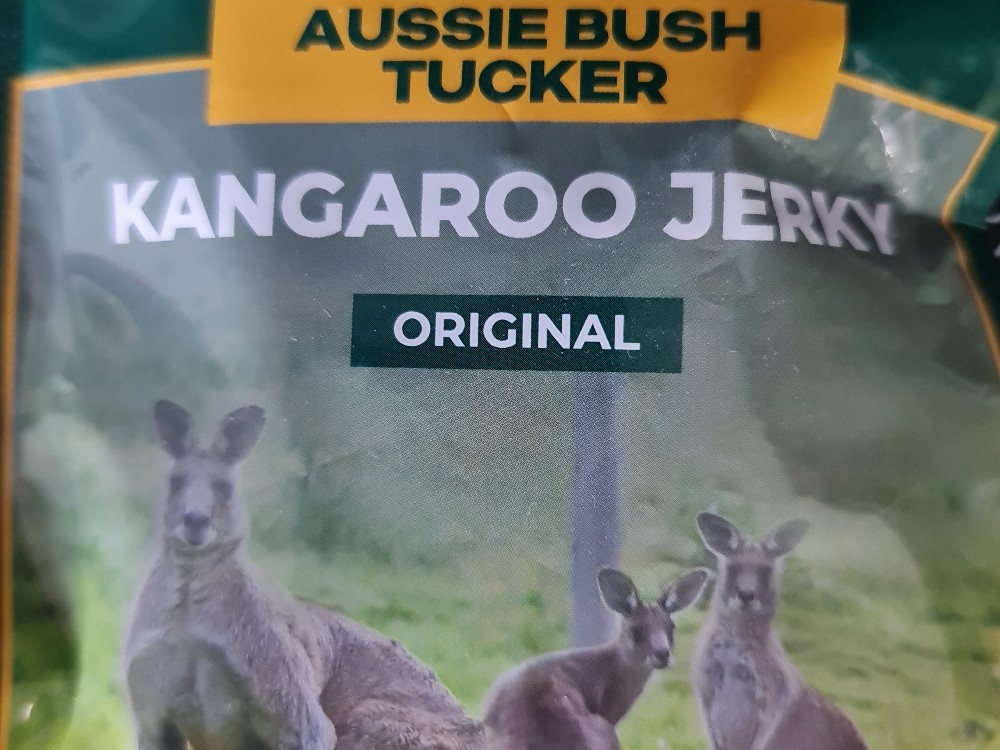 AUSSIE BUSH
TUCKER
KANGAROO JERKY
ORIGINAL